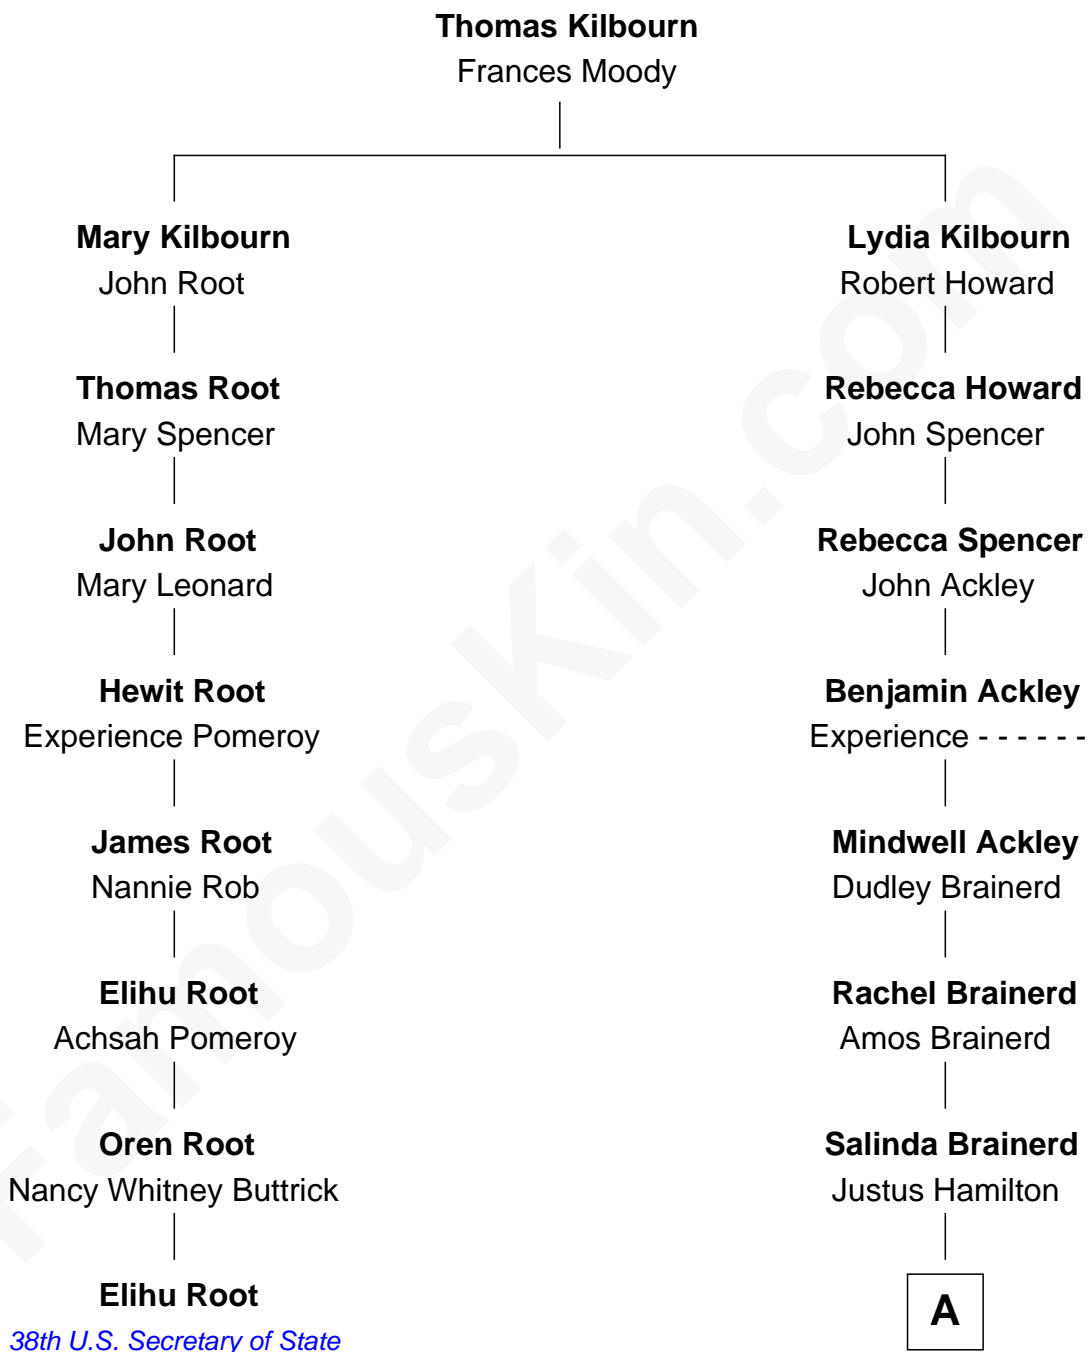 Thomas Kilbourn
Frances Moody
Mary Kilbourn
John Root
Lydia Kilbourn
Robert Howard
Thomas Root
Mary Spencer
Rebecca Howard
John Spencer
John Root
Mary Leonard
Rebecca Spencer
John Ackley
Hewit Root
Experience Pomeroy
Benjamin Ackley
Experience - - - - - -
James Root
Nannie Rob
Mindwell Ackley
Dudley Brainerd
Elihu Root
Achsah Pomeroy
Rachel Brainerd
Amos Brainerd
Oren Root
Nancy Whitney Buttrick
Salinda Brainerd
Justus Hamilton
Elihu Root
38th U.S. Secretary of State
A
FamousKin.com